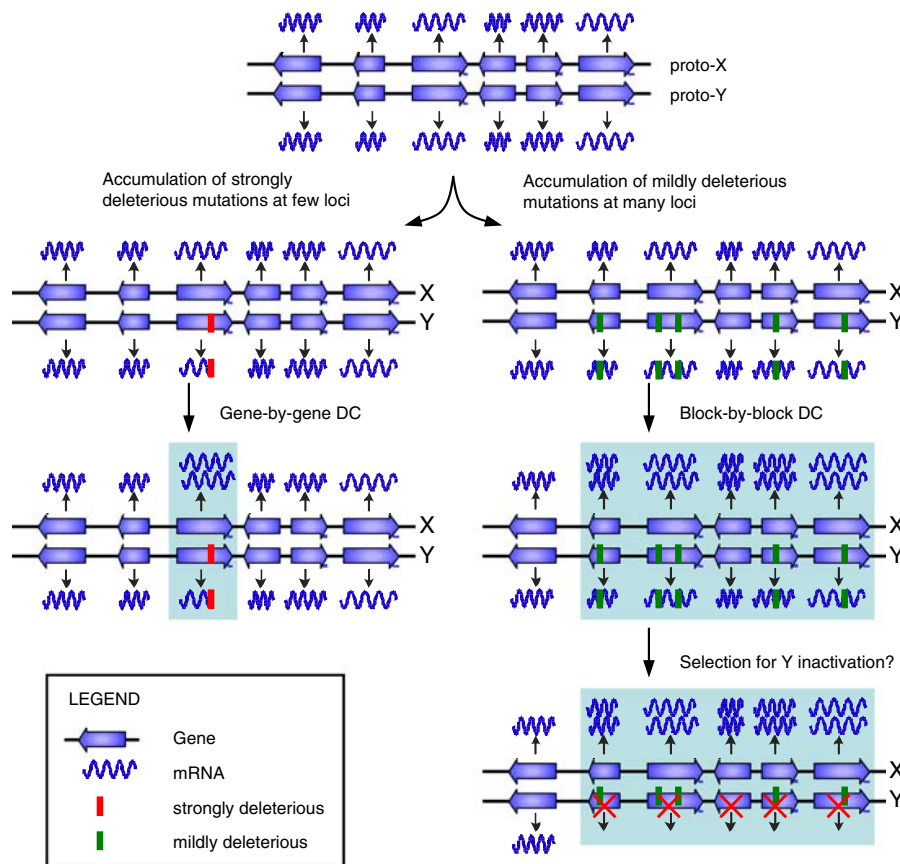 proto-X
proto-Y
Accumulation of strongly
deleterious mutations at few loci
Accumulation of mildly deleterious
mutations at many loci
X
Y
X
Y
Gene-by-gene DC
Block-by-block DC
X
Y
X
Y
Selection for Y inactivation?
LEGEND
Gene
mRNA
strongly deleterious
mildly deleterious
X
Y